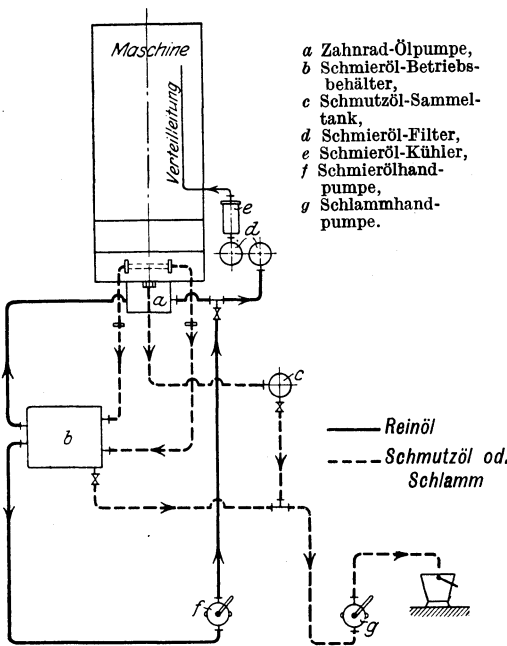 Maschine
Verteilleitung
a Zahnrad-Ölpumpe,
b Schmieröl-Betriebs-
behälter,
c Schmutzöl-Sammel-
tank,
d Schmieröl-Filter,
e Schmieröl-Kühler,
f Schmierölhand-
pumpe,
g Schlammhand-
pumpe.
e
d
a
c
b
Reinöl
Schmutzöl od.
Schlamm
f
g